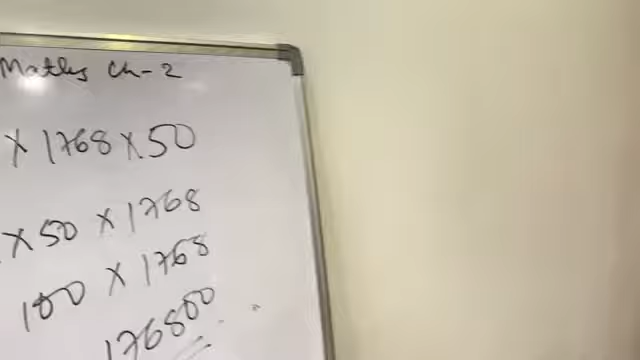 Maths Ch-2
× 1768 × 50
× 50 × 1768
100 × 1768
176800